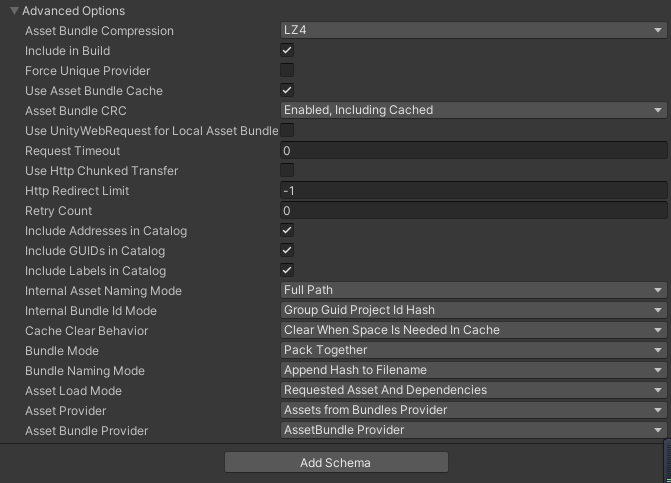 Advanced Options
Asset Bundle Compression LZ4
Include in Build
Force Unique Provider
Use Asset Bundle Cache
Asset Bundle CRC Enabled, Including Cached
Use UnityWebRequest for Local Asset Bundle
Request Timeout 0
Use Http Chunked Transfer
Http Redirect Limit -1
Retry Count 0
Include Addresses in Catalog
Include GUIDs in Catalog
Include Labels in Catalog
Internal Asset Naming Mode Full Path
Internal Bundle Id Mode Group Guid Project Id Hash
Cache Clear Behavior Clear When Space Is Needed In Cache
Bundle Mode Pack Together
Bundle Naming Mode Append Hash to Filename
Asset Load Mode Requested Asset And Dependencies
Asset Provider Assets from Bundles Provider
Asset Bundle Provider AssetBundle Provider
Add Schema